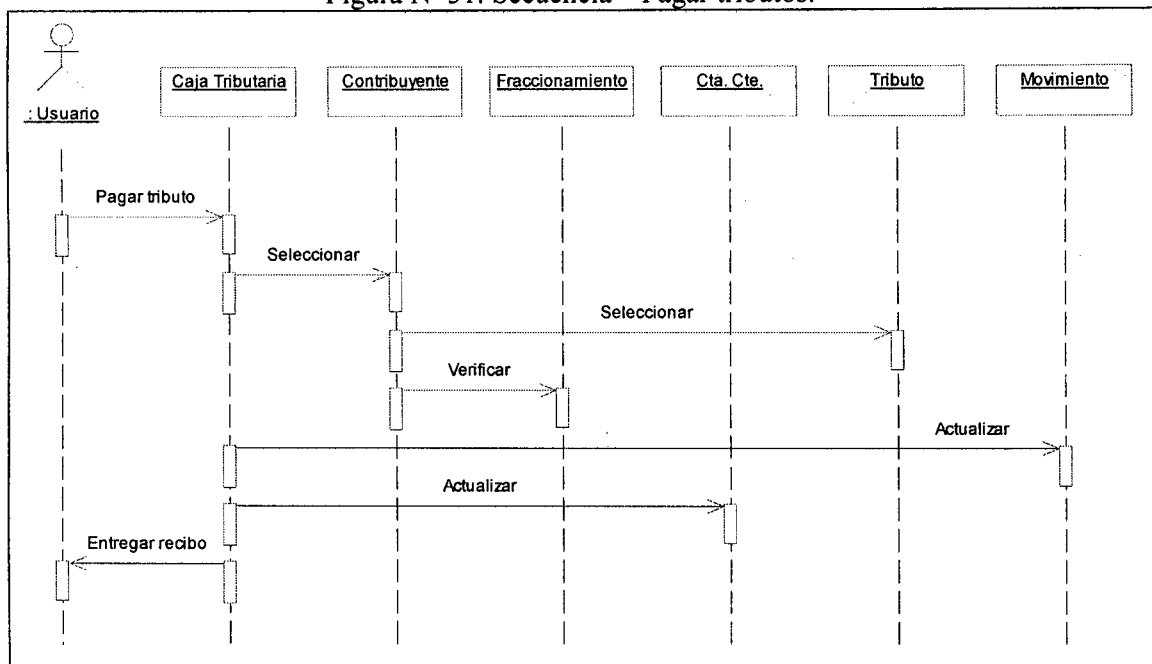 : Usuario
Caja Tributaria
Contribuyente
Fraccionamiento
Cta. Cte.
Tributo
Movimiento
Pagar tributo
Seleccionar
Seleccionar
Verificar
Actualizar
Actualizar
Entregar recibo